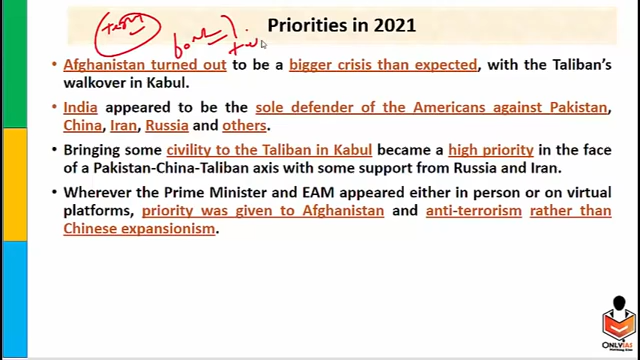 Priorities in 2021
• Afghanistan turned out to be a bigger crisis than expected, with the Taliban's
walkover in Kabul.
• India appeared to be the sole defender of the Americans against Pakistan,
China, Iran, Russia and others.
• Bringing some civility to the Taliban in Kabul became a high priority in the face
of a Pakistan-China-Taliban axis with some support from Russia and Iran.
• Wherever the Prime Minister and EAM appeared either in person or on virtual
platforms, priority was given to Afghanistan and anti-terrorism rather than
Chinese expansionism.
ONLYIAS